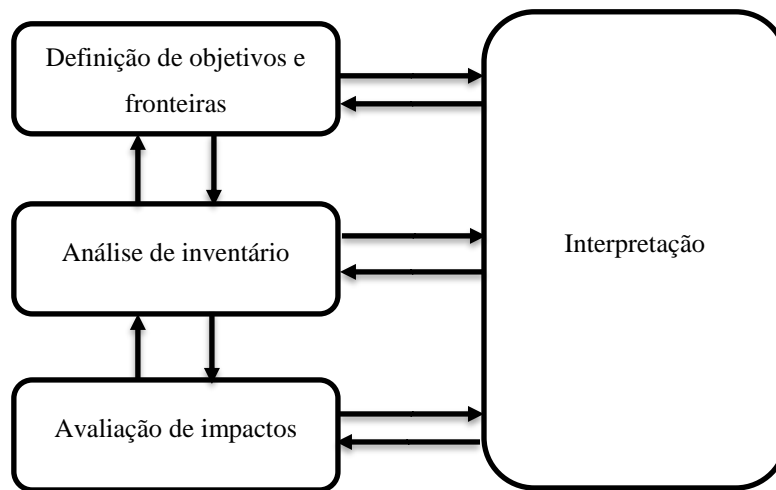 Definição de objetivos e
fronteiras
Análise de inventário
Interpretação
Avaliação de impactos